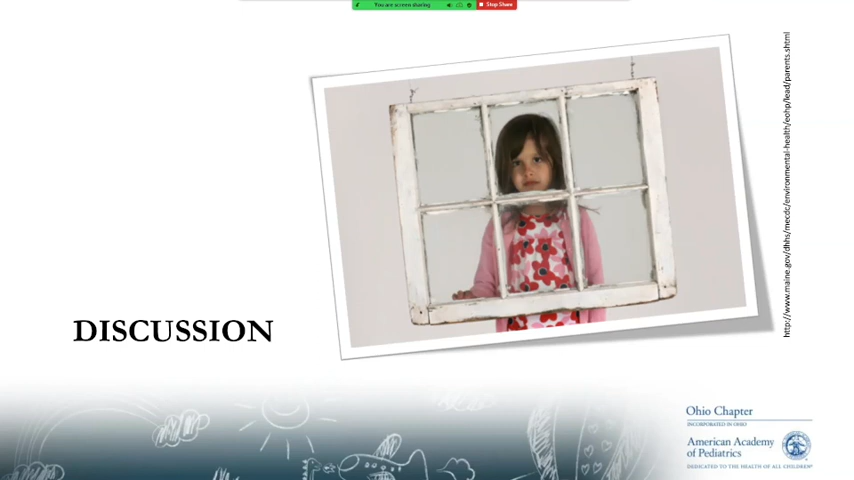 You are screen sharing
Stop Share
http://www.maine.gov/dhhs/mecdc/environmental-health/eohp/lead/parents.shtml
DISCUSSION
Ohio Chapter
INCORPORATED IN OHIO
American Academy
of Pediatrics
DEDICATED TO THE HEALTH OF ALL CHILDREN